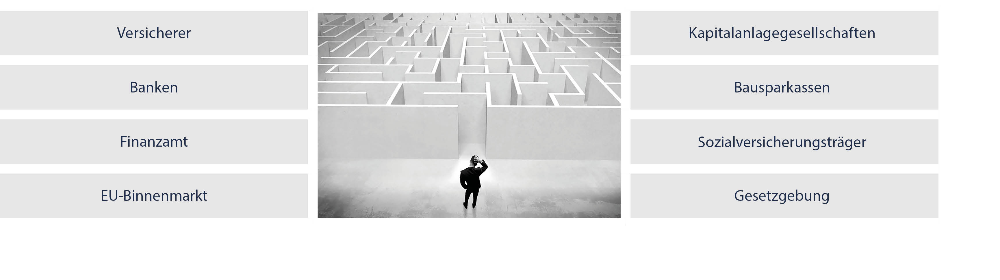 Versicherer
Banken
Finanzamt
EU-Binnenmarkt
Kapitalanlagegesellschaften
Bausparkassen
Sozialversicherungsträger
Gesetzgebung